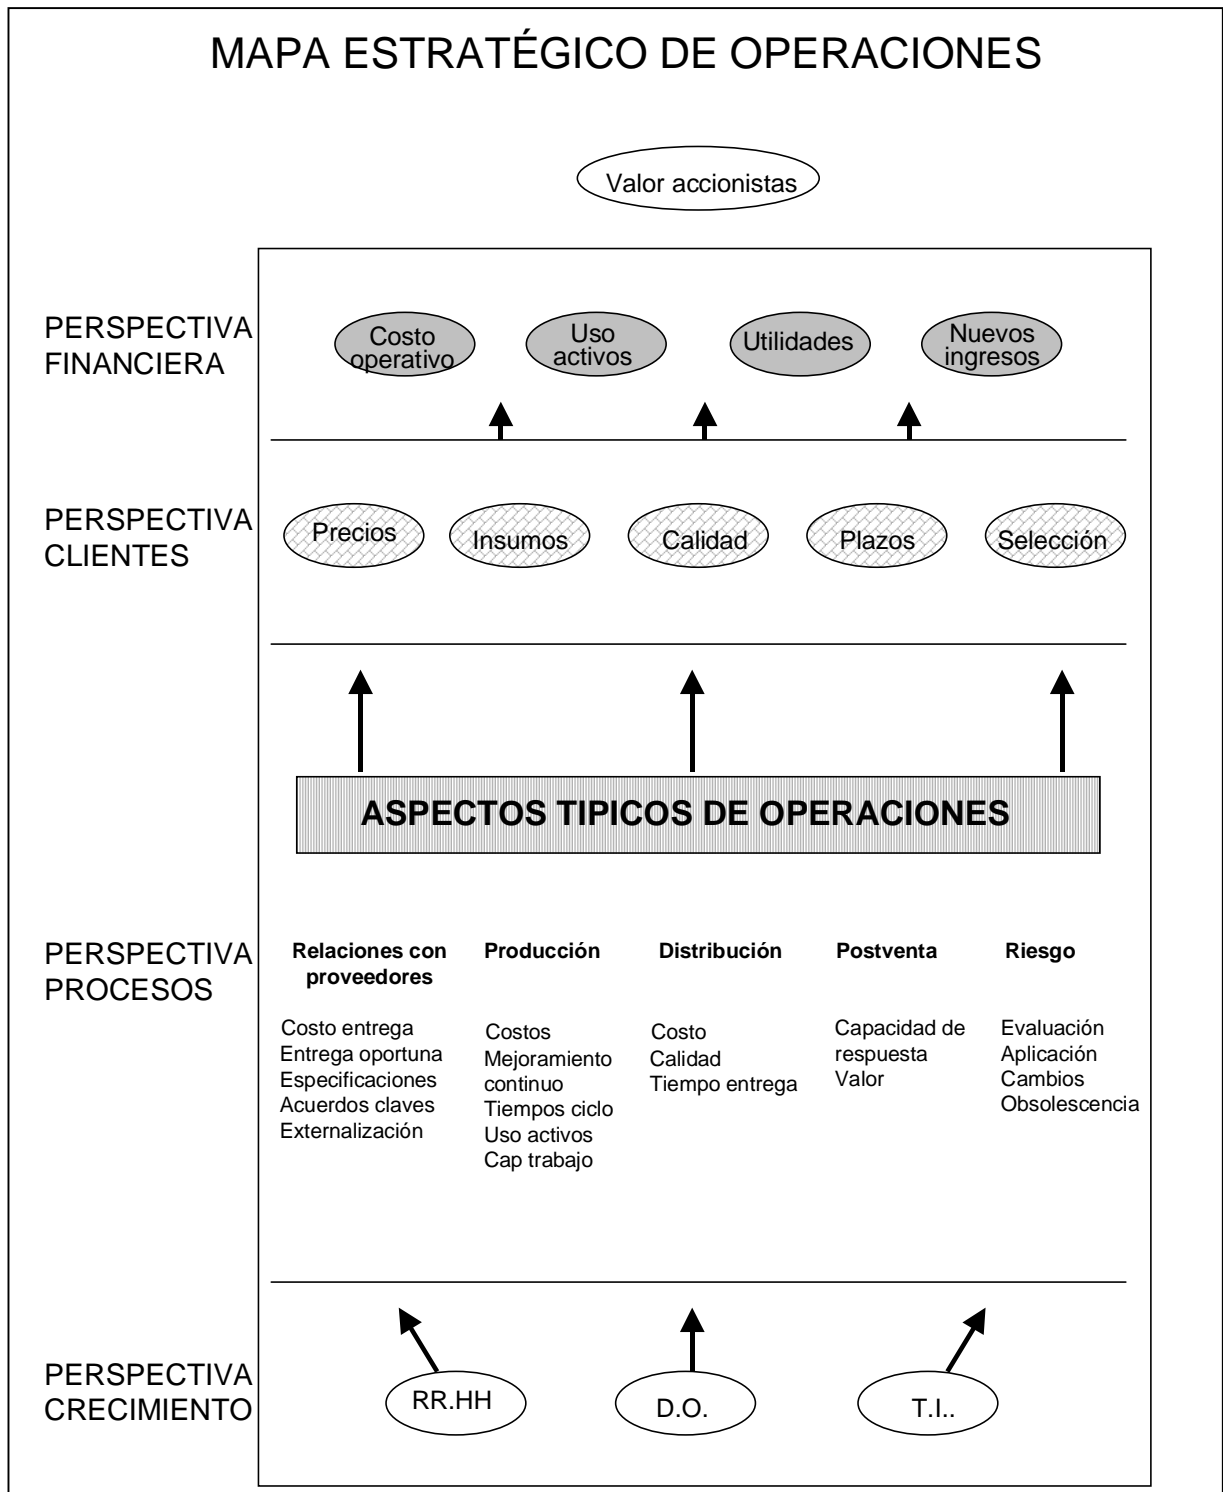 MAPA ESTRATÉGICO DE OPERACIONES
Valor accionistas
PERSPECTIVA
FINANCIERA
Costo
operativo
Uso
activos
Utilidades
Nuevos
ingresos
PERSPECTIVA
CLIENTES
Precios
Insumos
Calidad
Plazos
Selección
ASPECTOS TIPICOS DE OPERACIONES
PERSPECTIVA
PROCESOS
Relaciones con
proveedores
Costo entrega
Entrega oportuna
Especificaciones
Acuerdos claves
Externalización
Producción
Costos
Mejoramiento
continuo
Tiempos ciclo
Uso activos
Cap trabajo
Distribución
Costo
Calidad
Tiempo entrega
Postventa
Capacidad de
respuesta
Valor
Riesgo
Evaluación
Aplicación
Cambios
Obsolescencia
PERSPECTIVA
CRECIMIENTO
RR.HH
D.O.
T.I..